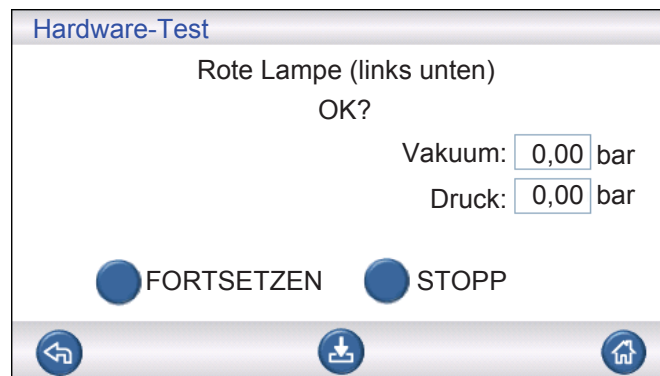 Hardware-Test
Rote Lampe (links unten)
OK?
Vakuum: 0,00 bar
Druck: 0,00 bar
FORTSETZEN STOPP